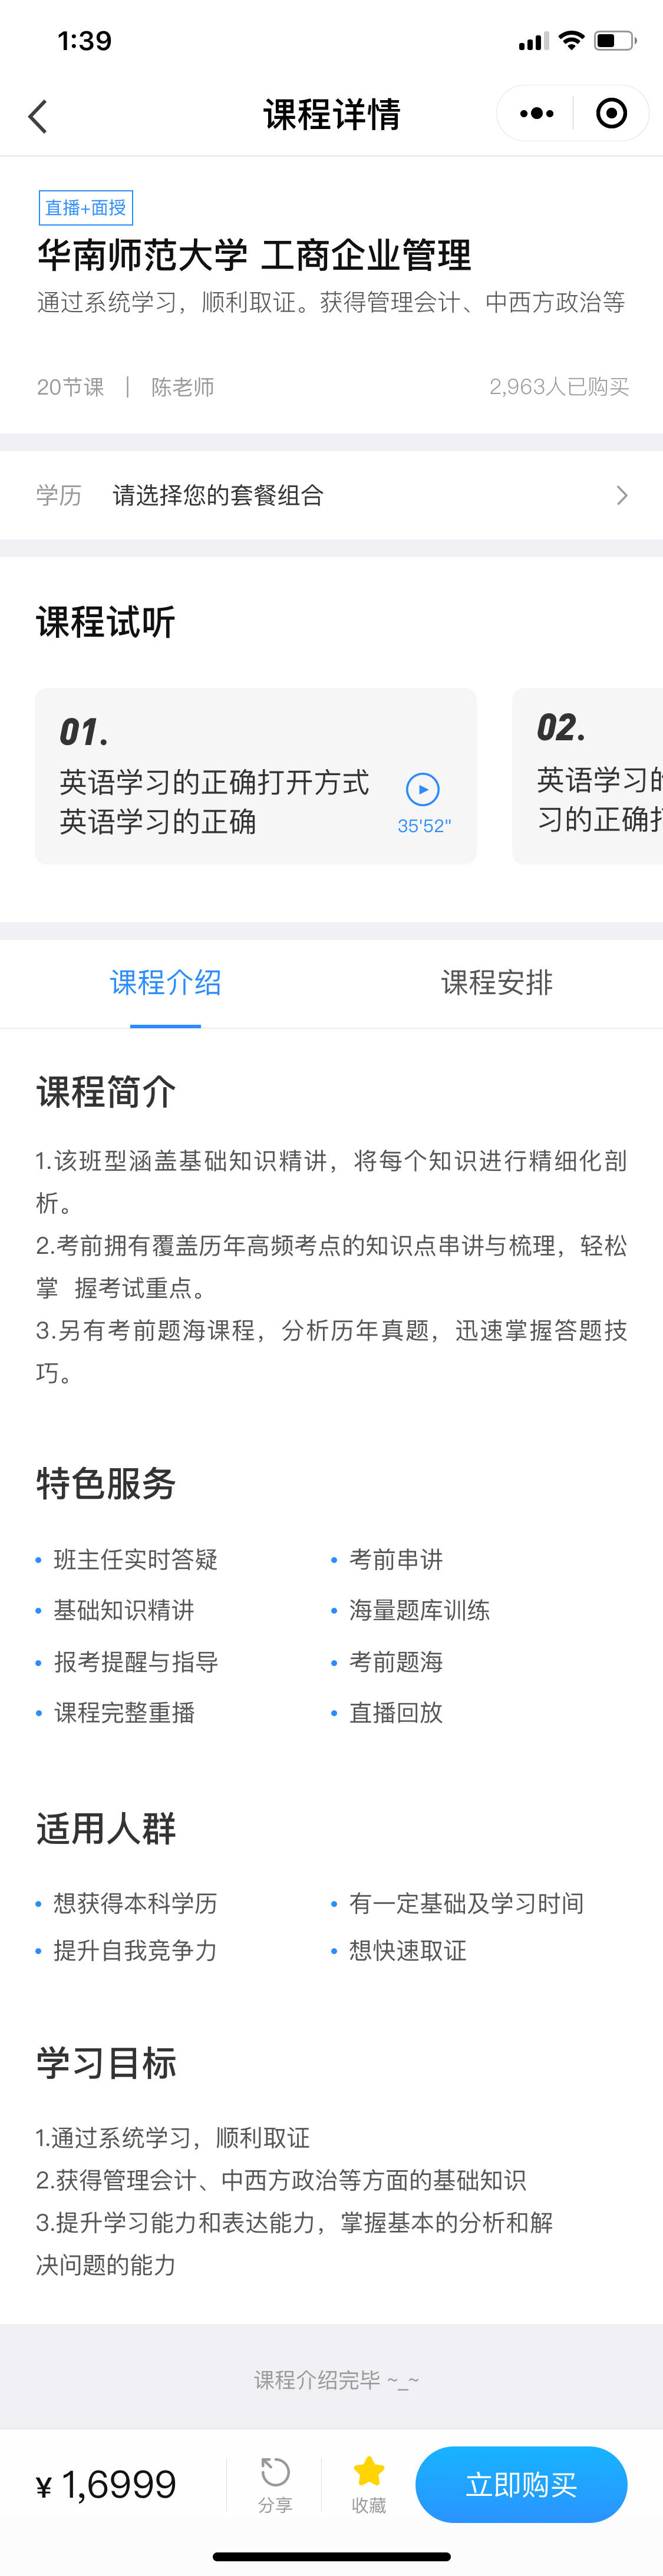 1:39
课程详情
直播+面授
华南师范大学 工商企业管理
通过系统学习，顺利取证。获得管理会计、中西方政治等
20节课 | 陈老师 2,963人已购买
学历 请选择您的套餐组合
课程试听
01.
英语学习的正确打开方式
英语学习的正确
35'52"
02.
英语学习的
习的正确打
课程介绍 课程安排
课程简介
1.该班型涵盖基础知识精讲，将每个知识进行精细化剖
析。
2.考前拥有覆盖历年高频考点的知识点串讲与梳理，轻松
掌 握考试重点。
3.另有考前题海课程，分析历年真题，迅速掌握答题技
巧。
特色服务
班主任实时答疑 考前串讲
基础知识精讲 海量题库训练
报考提醒与指导 考前题海
课程完整重播 直播回放
适用人群
想获得本科学历 有一定基础及学习时间
提升自我竞争力 想快速取证
学习目标
1.通过系统学习，顺利取证
2.获得管理会计、中西方政治等方面的基础知识
3.提升学习能力和表达能力，掌握基本的分析和解
决问题的能力
课程介绍完毕 ~_~
¥ 1,6999 分享 收藏 立即购买